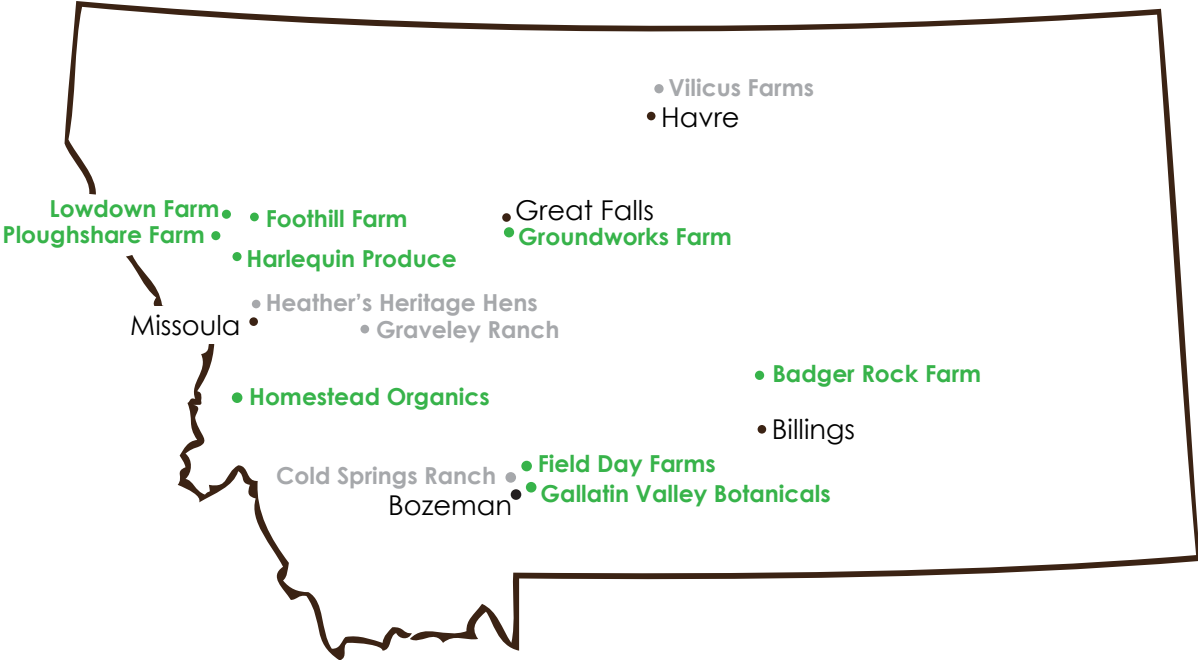 Vilicus Farms
Havre
Lowdown Farm
Foothill Farm
Great Falls
Ploughshare Farm
Groundworks Farm
Harlequin Produce
Heather’s Heritage Hens
Missoula
Graveley Ranch
Badger Rock Farm
Homestead Organics
Billings
Field Day Farms
Cold Springs Ranch
Gallatin Valley Botanicals
Bozeman